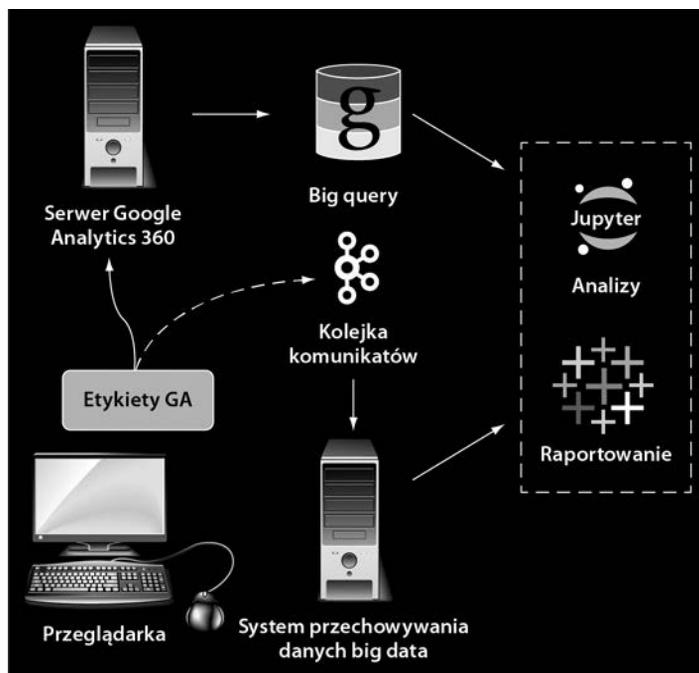 g
Serwer Google
Analytics 360
Big query
Jupyter
Analizy
Kolejka
komunikatów
Etykiety GA
Raportowanie
Przeglądarka
System przechowywania
danych big data